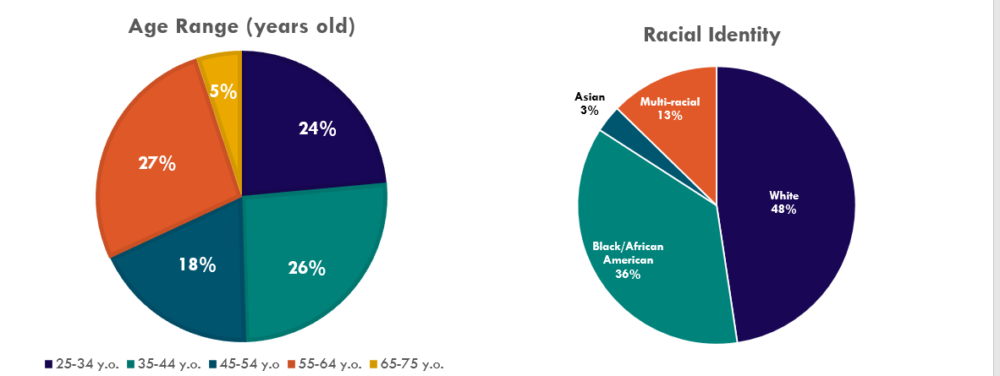 Age Range (years old)
5%
24%
27%
18%
26%
25-34 y.o.
35-44 y.o.
45-54 y.o
55-64 y.o.
65-75 y.o.
Racial Identity
Asian
3%
Multi-racial
13%
White
48%
Black/African
American
36%